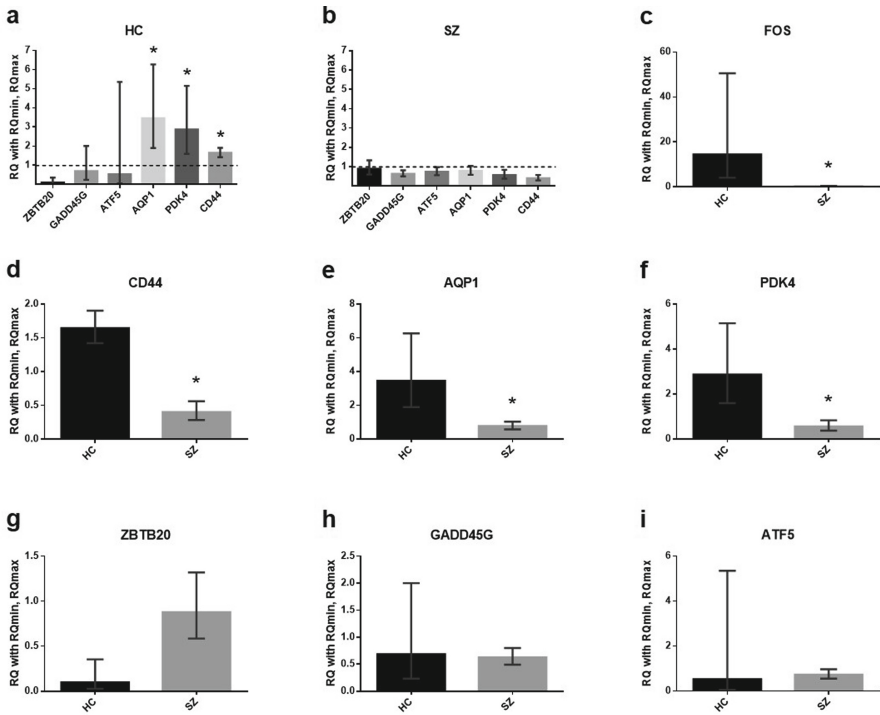 a
HC
RQ with RQmin, RQmax
7
6
5
4
3
2
1
*
*
*
ZBTB20
GADD45G
ATF5
AQP1
PDK4
CD44
b
SZ
RQ with RQmin, RQmax
7
6
5
4
3
2
1
ZBTB20
GADD45G
ATF5
AQP1
PDK4
CD44
c
FOS
RQ with RQmin, RQmax
60
40
20
0
*
HC
SZ
d
CD44
RQ with RQmin, RQmax
2.0
1.5
1.0
0.5
0.0
*
HC
SZ
e
AQP1
RQ with RQmin, RQmax
8
6
4
2
0
*
HC
SZ
f
PDK4
RQ with RQmin, RQmax
6
4
2
0
*
HC
SZ
g
ZBTB20
RQ with RQmin, RQmax
1.5
1.0
0.5
0.0
HC
SZ
h
GADD45G
RQ with RQmin, RQmax
2.5
2.0
1.5
1.0
0.5
0.0
HC
SZ
i
ATF5
RQ with RQmin, RQmax
6
4
2
0
HC
SZ